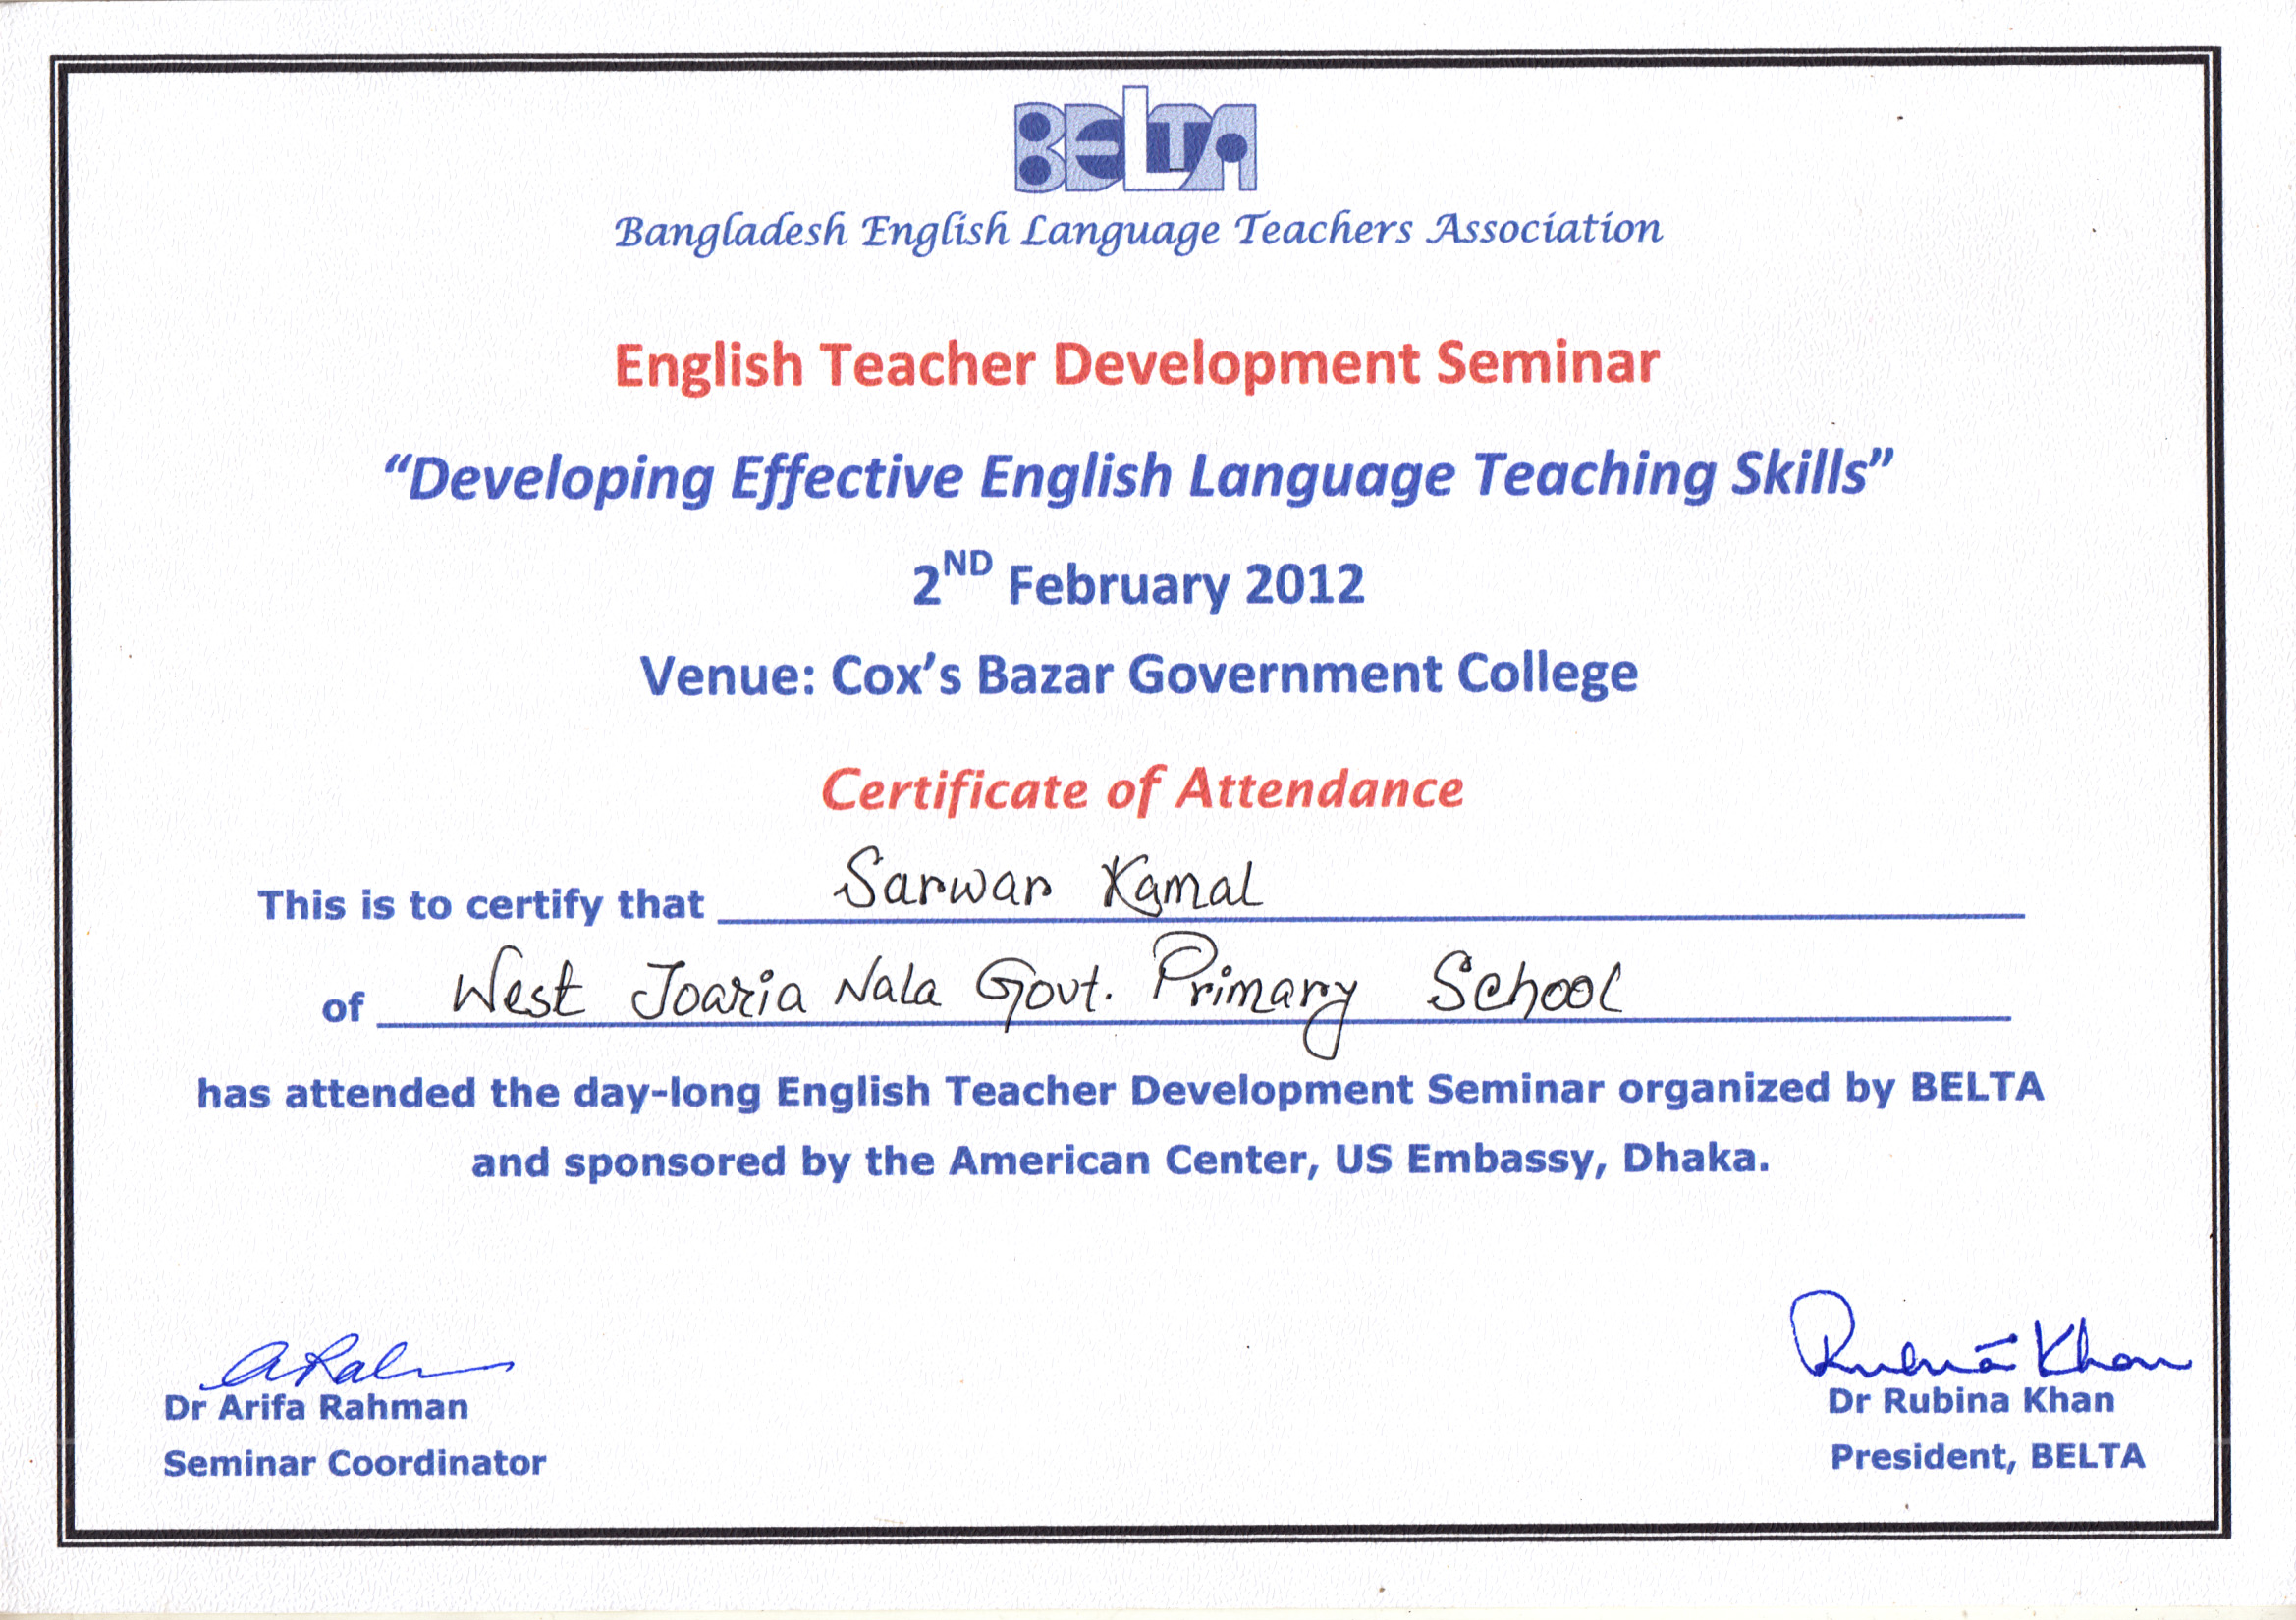 BELTA
Bangladesh English Language Teachers Association
English Teacher Development Seminar
“Developing Effective English Language Teaching Skills”
2ND February 2012
Venue: Cox’s Bazar Government College
Certificate of Attendance
This is to certify that Sarwar Kamal
of West Joaria Nala Govt. Primary School
has attended the day-long English Teacher Development Seminar organized by BELTA
and sponsored by the American Center, US Embassy, Dhaka.
ARah
Dr Arifa Rahman
Seminar Coordinator
Rubina Khan
Dr Rubina Khan
President, BELTA